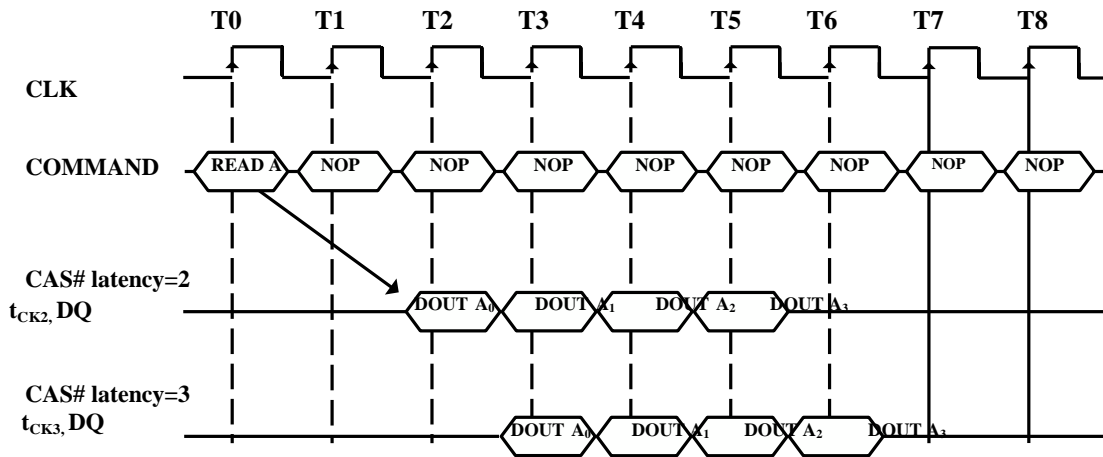 T0 T1 T2 T3 T4 T5 T6 T7 T8
CLK
COMMAND READ A NOP NOP NOP NOP NOP NOP NOP NOP
CAS# latency=2
tCK2, DQ DOUT A0 DOUT A1 DOUT A2 DOUT A3
CAS# latency=3
tCK3, DQ DOUT A0 DOUT A1 DOUT A2 DOUT A3